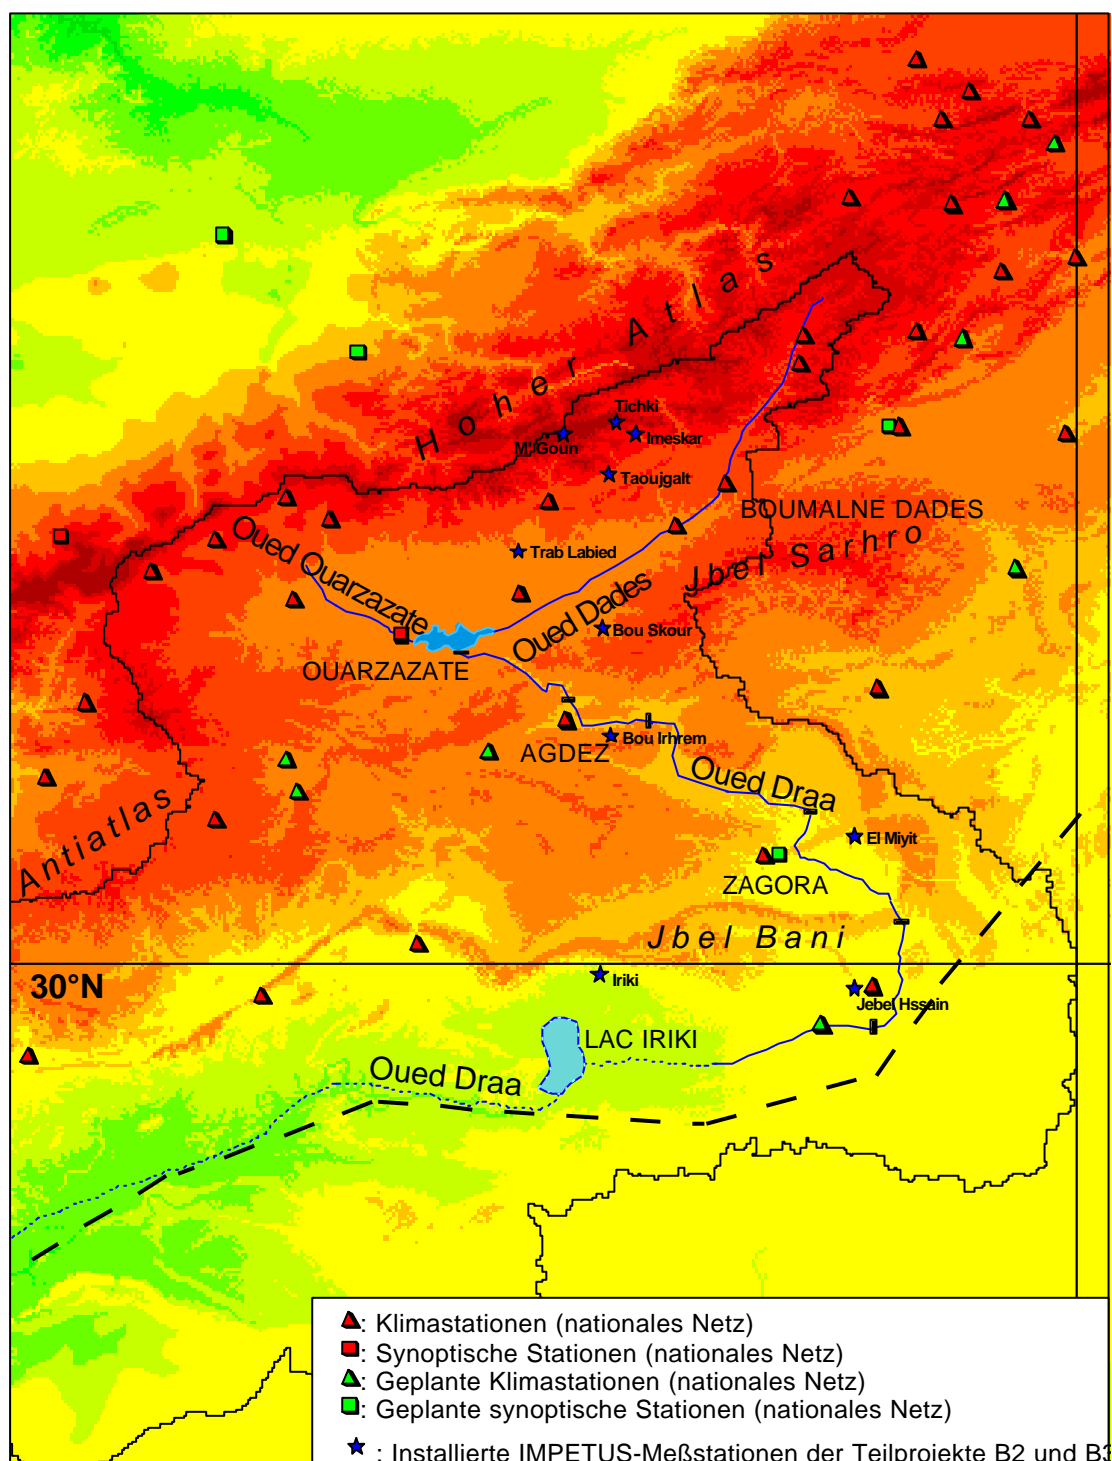 Hoher Atlas
Tichki
M'Goun
Imeskar
Taoujgalt
BOUMALNE DADES
Jbel Sarhro
Oued Ouarzazate
Trab Labied
Oued Dades
Bou Skour
OUARZAZATE
AGDEZ
Bou Irhrem
Oued Draa
Antiatlas
El Miyit
ZAGORA
Jbel Bani
30°N
Iriki
Jebel Hssain
LAC IRIKI
Oued Draa
: Klimastationen (nationales Netz)
: Synoptische Stationen (nationales Netz)
: Geplante Klimastationen (nationales Netz)
: Geplante synoptische Stationen (nationales Netz)
: Installierte IMPETUS-Meßstationen der Teilprojekte B2 und B3